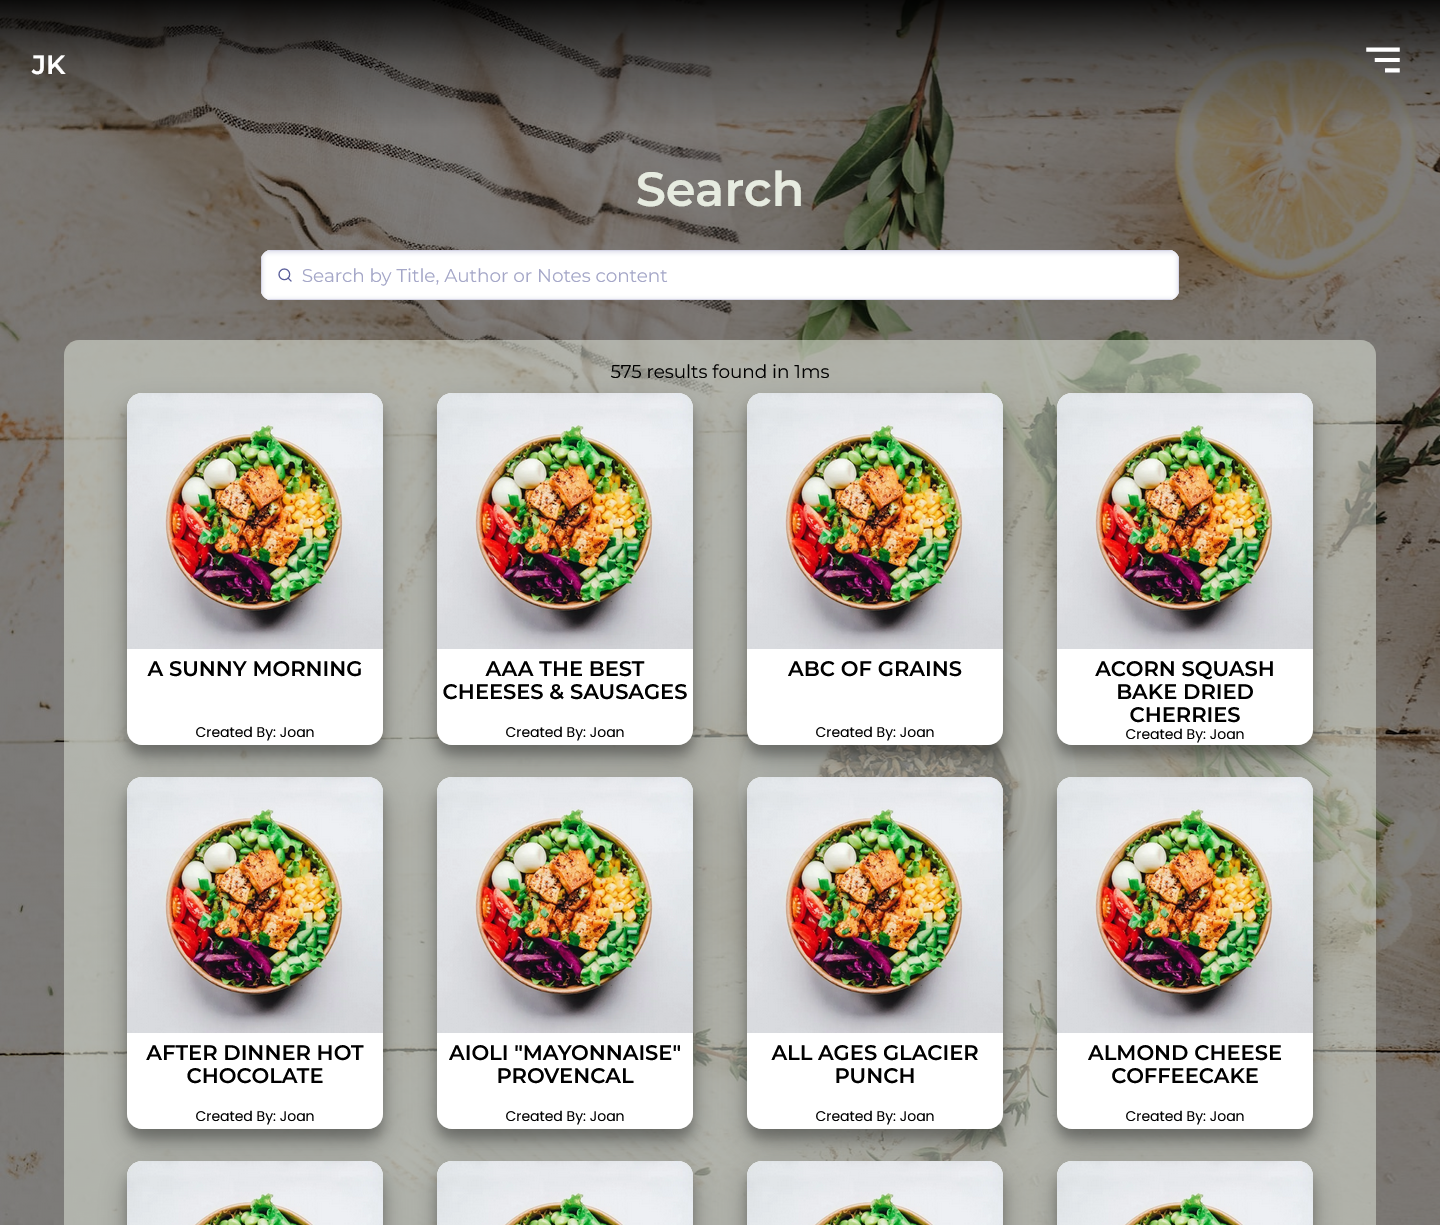 JK
Search
Search by Title, Author or Notes content
575 results found in 1ms
A SUNNY MORNING
Created By: Joan
AAA THE BEST
CHEESES & SAUSAGES
Created By: Joan
ABC OF GRAINS
Created By: Joan
ACORN SQUASH
BAKE DRIED
CHERRIES
Created By: Joan
AFTER DINNER HOT
CHOCOLATE
Created By: Joan
AIOLI "MAYONNAISE"
PROVENCAL
Created By: Joan
ALL AGES GLACIER
PUNCH
Created By: Joan
ALMOND CHEESE
COFFEECAKE
Created By: Joan